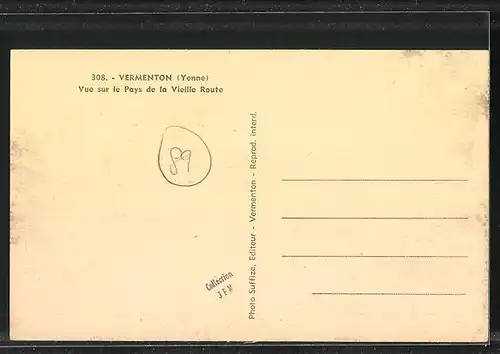 308. - VERMENTON (Yonne)
Vue sur le Pays de la Vieille Route
89
Collection
J F M
Photo Suffize, Editeur - Vermenton - Reprod. interd.